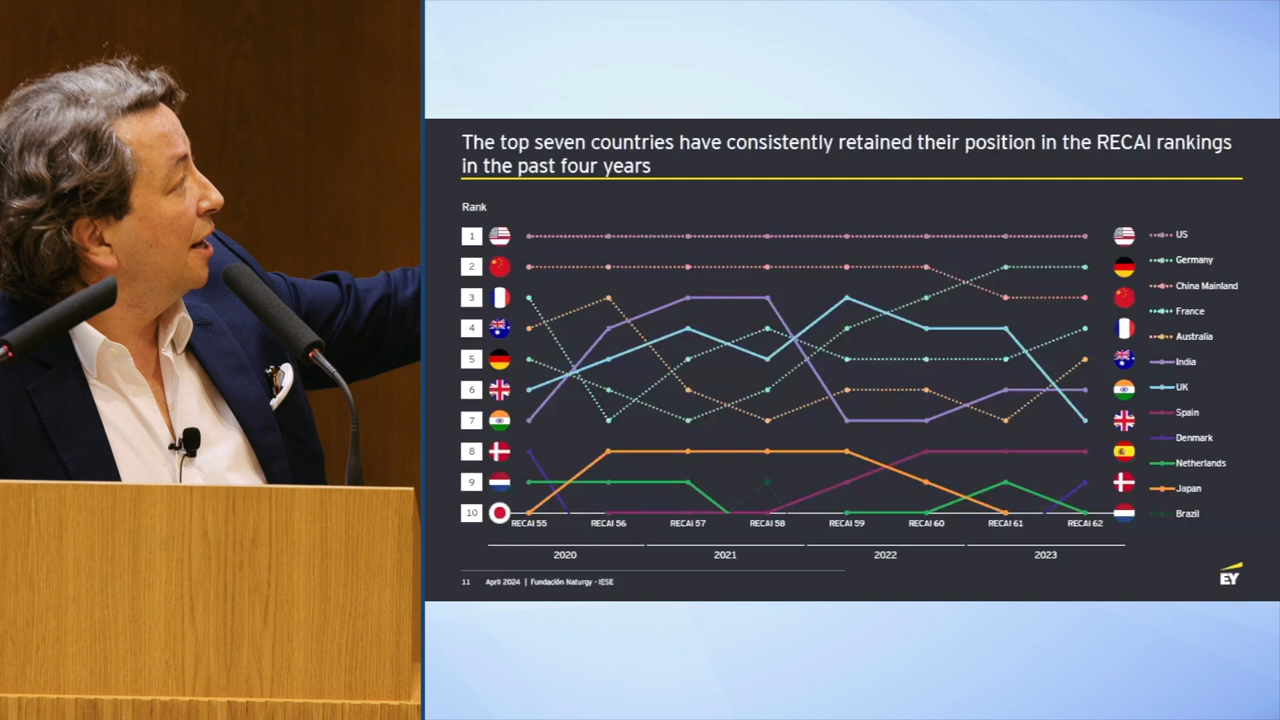 The top seven countries have consistently retained their position in the RECAI rankings
in the past four years
Rank
1
2
3
4
5
6
7
8
9
10
US
Germany
China Mainland
France
Australia
India
UK
Spain
Denmark
Netherlands
Japan
Brazil
RECAI 55 RECAI 56 RECAI 57 RECAI 58 RECAI 59 RECAI 60 RECAI 61 RECAI 62
2020 2021 2022 2023
11 April 2024 | Fundación Naturgy - IESE
EY